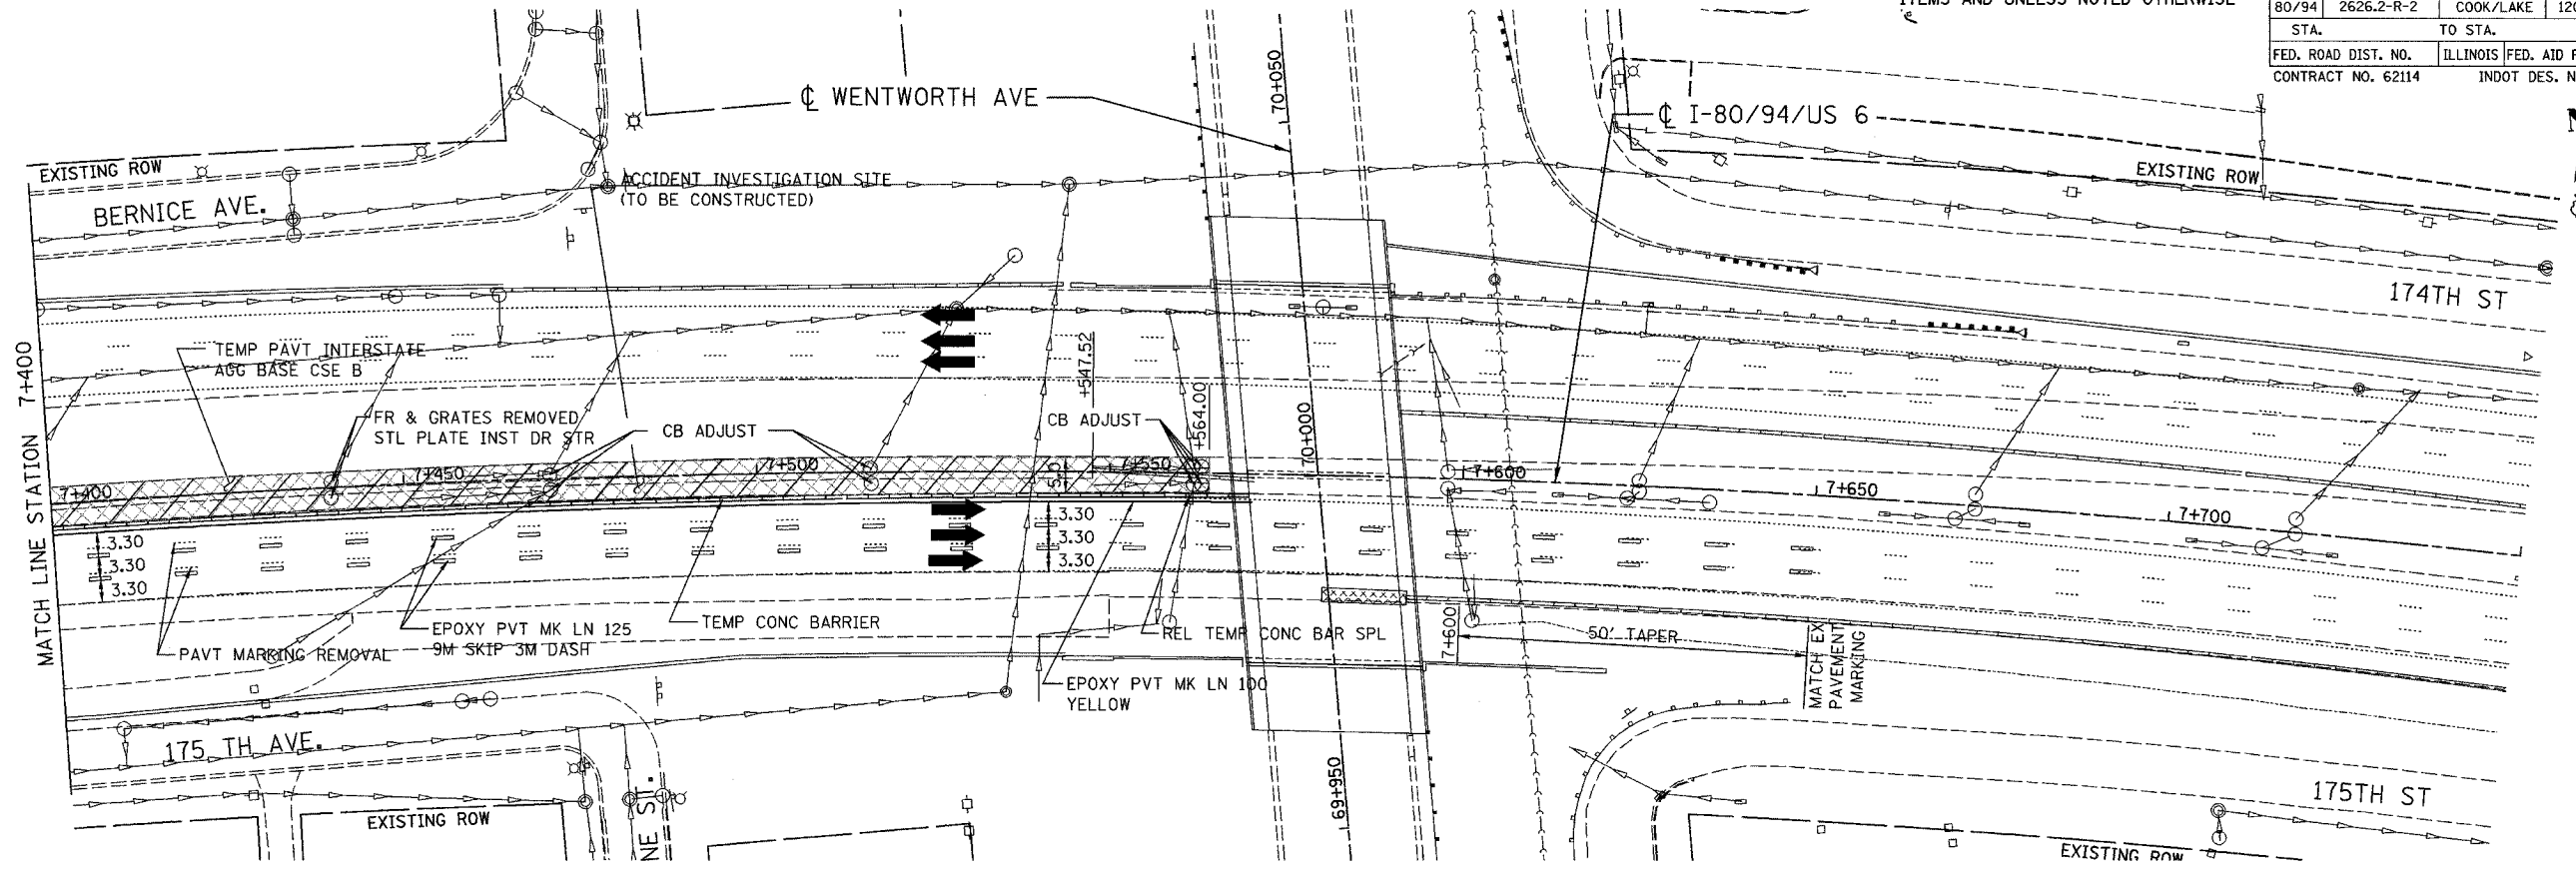 ITEMS AND UNLESS NOTED OTHERWISE
80/94 2626.2-R-2 COOK/LAKE
STA. TO STA.
FED. ROAD DIST. NO. ILLINOIS FED. AID
CONTRACT NO. 62114 INDOT DES.
℄ WENTWORTH AVE
70+050
℄ I-80/94/US 6
EXISTING ROW
EXISTING ROW
BERNICE AVE.
ACCIDENT INVESTIGATION SITE
(TO BE CONSTRUCTED)
174TH ST
MATCH LINE STATION 7+400
TEMP PAVT INTERSTATE
AGG BASE CSE B
+547.52
+564.00
70+000
FR & GRATES REMOVED
STL PLATE INST DR STR
CB ADJUST
CB ADJUST
7+400
7+450
7+500
5.0
7+550
7+600
7+650
7+700
3.30
3.30
3.30
3.30
3.30
3.30
PAVT MARKING REMOVAL
EPOXY PVT MK LN 125
9M SKIP 3M DASH
TEMP CONC BARRIER
REL TEMP CONC BAR SPL
7+600
50' TAPER
MATCH EX
PAVEMENT
MARKING
EPOXY PVT MK LN 100
YELLOW
175 TH AVE.
69+950
175TH ST
EXISTING ROW
NE ST.
EXISTING ROW